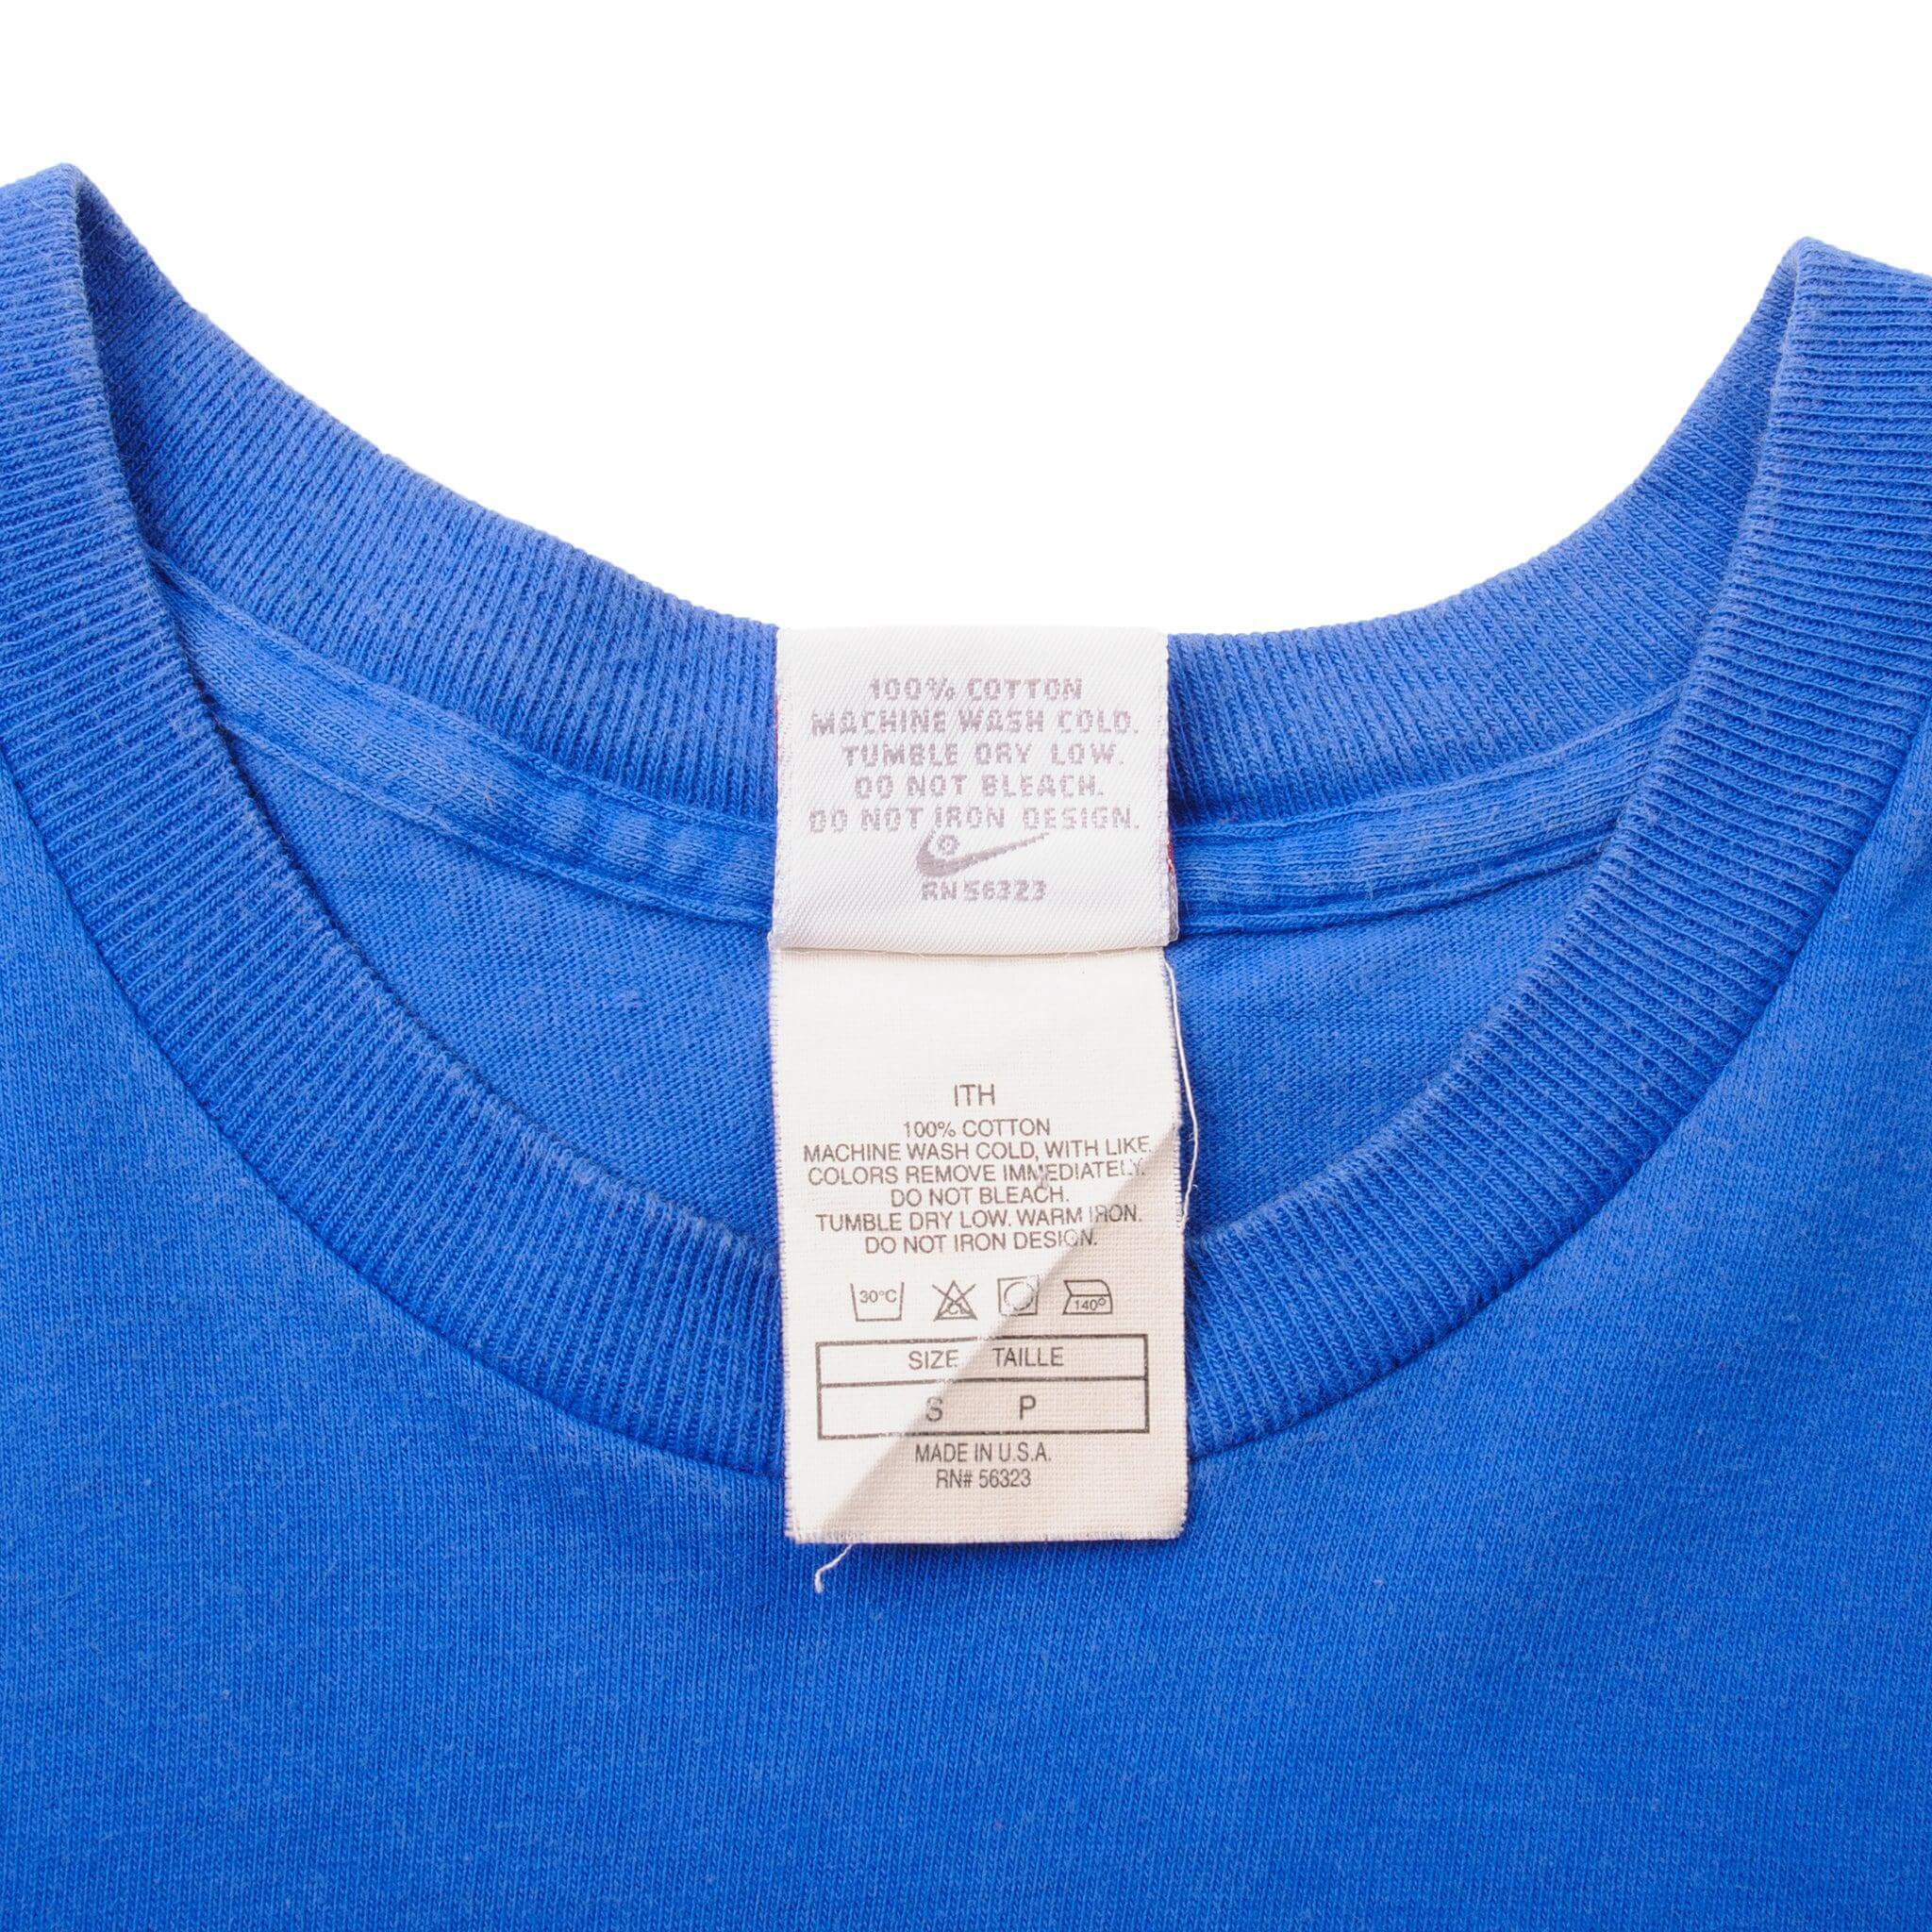 100% COTTON
MACHINE WASH COLD.
TUMBLE DRY LOW.
DO NOT BLEACH.
DO NOT IRON DESIGN.
RN 56323
ITH
100% COTTON
MACHINE WASH COLD, WITH LIKE
COLORS REMOVE IMMEDIATELY.
DO NOT BLEACH.
TUMBLE DRY LOW. WARM IRON.
DO NOT IRON DESIGN.
30°C CL 140°
SIZE TAILLE
S P
MADE IN U.S.A.
RN# 56323